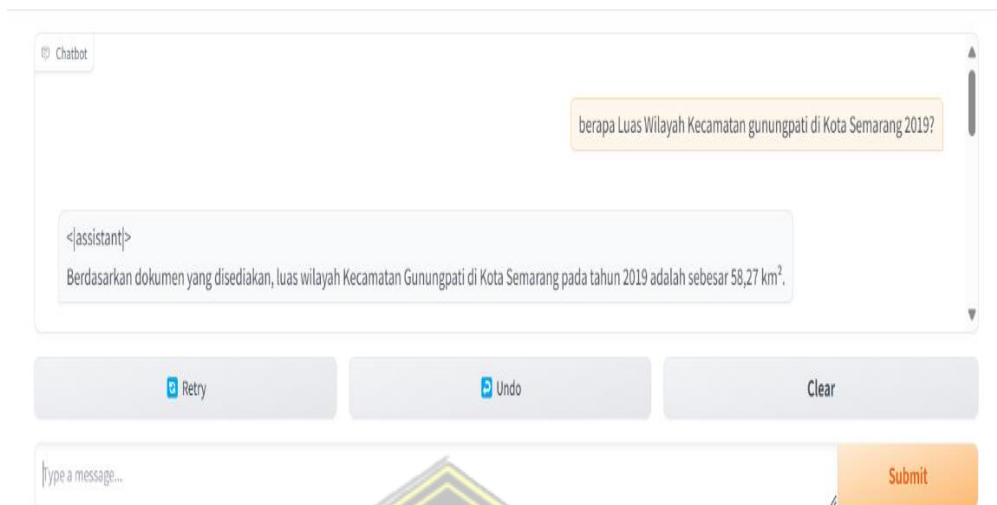 Chatbot
berapa Luas Wilayah Kecamatan gunungpati di Kota Semarang 2019?
<|assistant|>
Berdasarkan dokumen yang disediakan, luas wilayah Kecamatan Gunungpati di Kota Semarang pada tahun 2019 adalah sebesar 58,27 km².
Retry
Undo
Clear
Type a message...
Submit